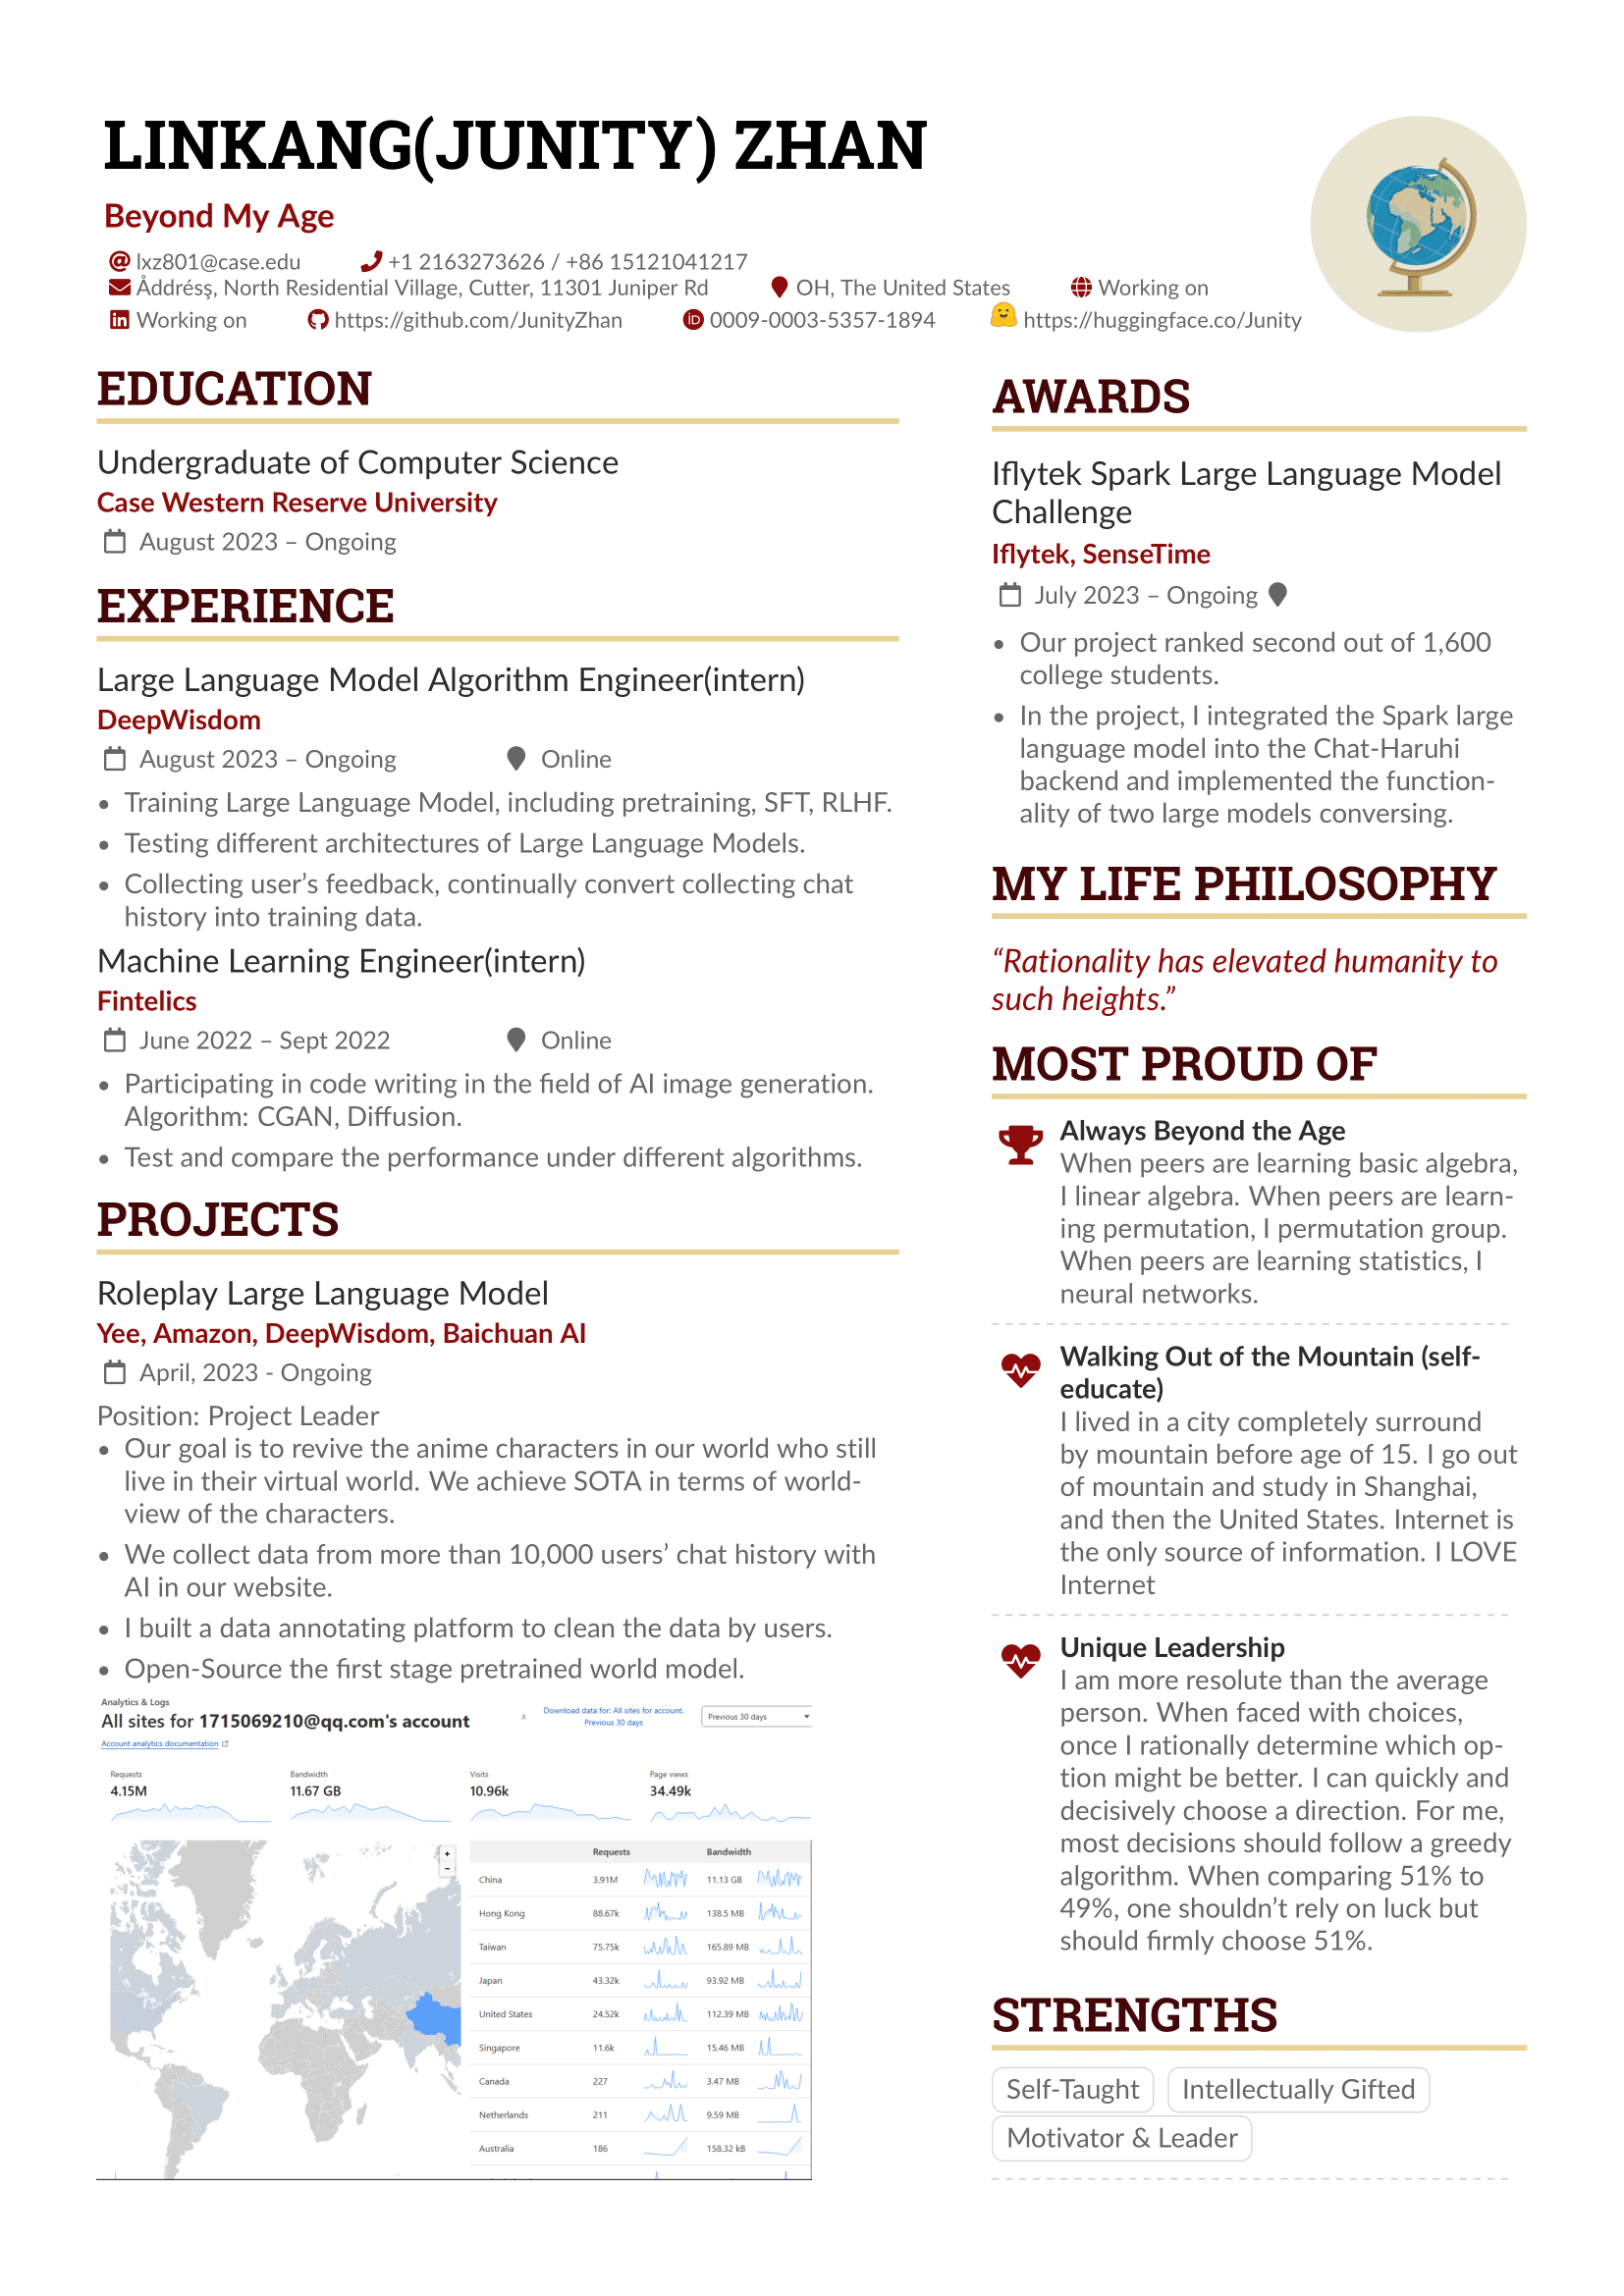 LINKANG(JUNITY) ZHAN
Beyond My Age
lxz801@case.edu +1 2163273626 / +86 15121041217
Åddrésş, North Residential Village, Cutter, 11301 Juniper Rd OH, The United States Working on
Working on https://github.com/JunityZhan 0009-0003-5357-1894 https://huggingface.co/Junity
EDUCATION
Undergraduate of Computer Science
Case Western Reserve University
August 2023 – Ongoing
EXPERIENCE
Large Language Model Algorithm Engineer(intern)
DeepWisdom
August 2023 – Ongoing Online
• Training Large Language Model, including pretraining, SFT, RLHF.
• Testing different architectures of Large Language Models.
• Collecting user’s feedback, continually convert collecting chat
history into training data.
Machine Learning Engineer(intern)
Fintelics
June 2022 – Sept 2022 Online
• Participating in code writing in the field of AI image generation.
Algorithm: CGAN, Diffusion.
• Test and compare the performance under different algorithms.
PROJECTS
Roleplay Large Language Model
Yee, Amazon, DeepWisdom, Baichuan AI
April, 2023 - Ongoing
Position: Project Leader
• Our goal is to revive the anime characters in our world who still
live in their virtual world. We achieve SOTA in terms of world-
view of the characters.
• We collect data from more than 10,000 users’ chat history with
AI in our website.
• I built a data annotating platform to clean the data by users.
• Open-Source the first stage pretrained world model.
Analytics & Logs
All sites for 1715069210@qq.com's account
Account analytics documentation
Download data for: All sites for account,
Previous 30 days
Previous 30 days
Requests Bandwidth Visits Page views
4.15M 11.67 GB 10.96k 34.49k
+
−
Requests Bandwidth
China 3.91M 11.13 GB
Hong Kong 88.67k 138.5 MB
Taiwan 75.75k 165.89 MB
Japan 43.32k 93.92 MB
United States 24.52k 112.39 MB
Singapore 11.6k 15.46 MB
Canada 227 3.47 MB
Netherlands 211 9.59 MB
Australia 186 158.32 kB
AWARDS
Iflytek Spark Large Language Model
Challenge
Iflytek, SenseTime
July 2023 – Ongoing
• Our project ranked second out of 1,600
college students.
• In the project, I integrated the Spark large
language model into the Chat-Haruhi
backend and implemented the function-
ality of two large models conversing.
MY LIFE PHILOSOPHY
“Rationality has elevated humanity to
such heights.”
MOST PROUD OF
Always Beyond the Age
When peers are learning basic algebra,
I linear algebra. When peers are learn-
ing permutation, I permutation group.
When peers are learning statistics, I
neural networks.
Walking Out of the Mountain (self-
educate)
I lived in a city completely surround
by mountain before age of 15. I go out
of mountain and study in Shanghai,
and then the United States. Internet is
the only source of information. I LOVE
Internet
Unique Leadership
I am more resolute than the average
person. When faced with choices,
once I rationally determine which op-
tion might be better. I can quickly and
decisively choose a direction. For me,
most decisions should follow a greedy
algorithm. When comparing 51% to
49%, one shouldn’t rely on luck but
should firmly choose 51%.
STRENGTHS
Self-Taught Intellectually Gifted
Motivator & Leader